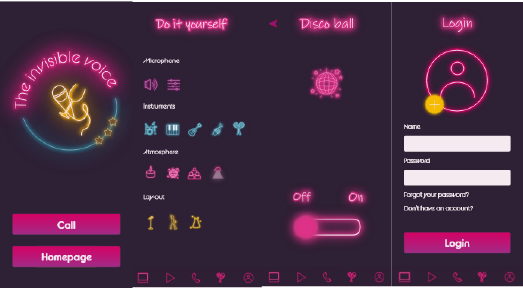 The invisible voice
Call
Homepage
Do it yourself
Microphone
Instruments
Atmosphere
Layout
Disco ball
Off On
Login
Name
Password
Forgot your password?
Don't have an account?
Login